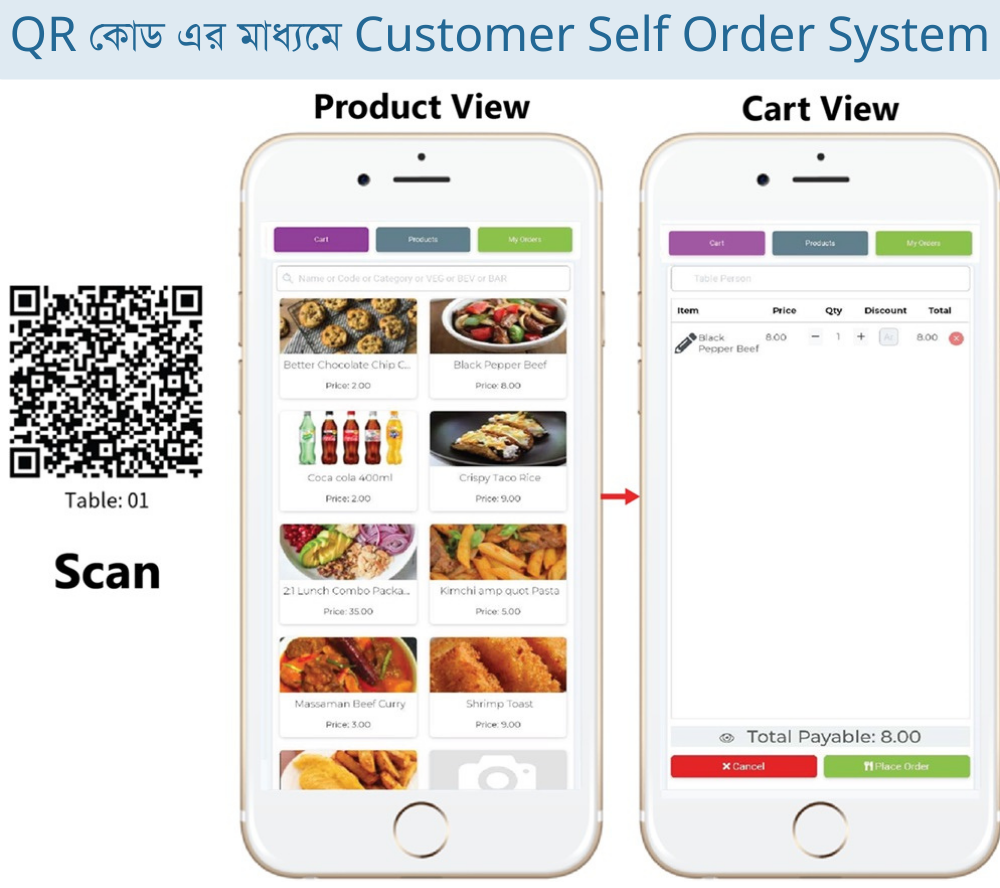 QR কোড এর মাধ্যমে Customer Self Order System
Product View
Cart View
Table: 01
Scan
Cart Products My Orders
Name or Code or Category or VEG or BEV or BAR
Better Chocolate Chip C... Black Pepper Beef
Price: 2.00 Price: 8.00
Coca cola 400ml Crispy Taco Rice
Price: 2.00 Price: 9.00
2:1 Lunch Combo Packa... Kimchi amp quot Pasta
Price: 35.00 Price: 5.00
Massaman Beef Curry Shrimp Toast
Price: 3.00 Price: 9.00
Cart Products My Orders
Table Person
Item Price Qty Discount Total
Black 8.00 − 1 + 8.00
Pepper Beef
Total Payable: 8.00
Cancel Place Order